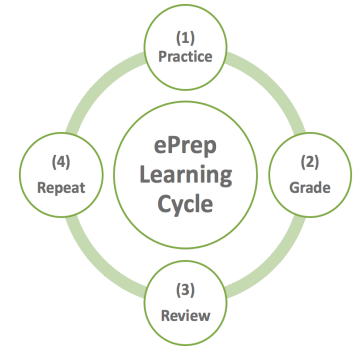 (1)
Practice
ePrep
Learning
Cycle
(2)
Grade
(3)
Review
(4)
Repeat